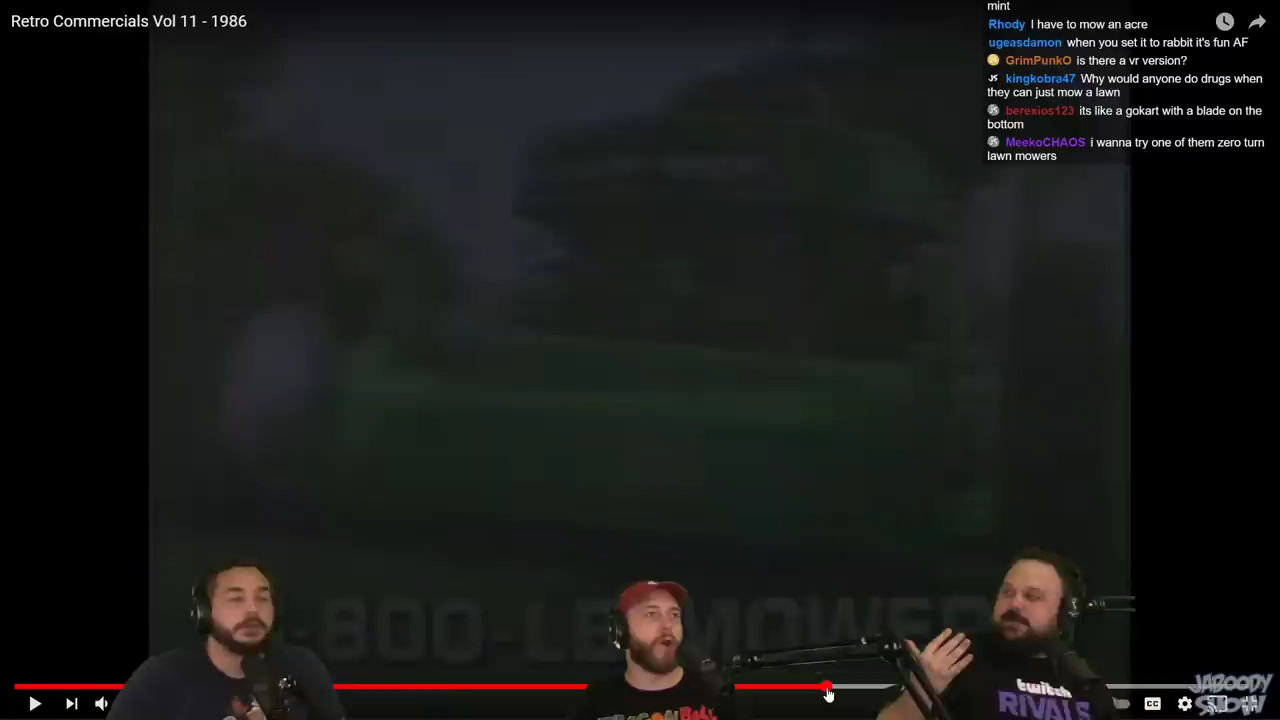 Retro Commercials Vol 11 - 1986
mint
Rhody I have to mow an acre
ugeasdamon when you set it to rabbit it's fun AF
GrimPunkO is there a vr version?
kingkobra47 Why would anyone do drugs when
they can just mow a lawn
berexios123 its like a gokart with a blade on the
bottom
MeekoCHAOS i wanna try one of them zero turn
lawn mowers
-800-LE MOWER
twitch
RIVALS
DRAGON BALL
CC
JABOODY
SHOW